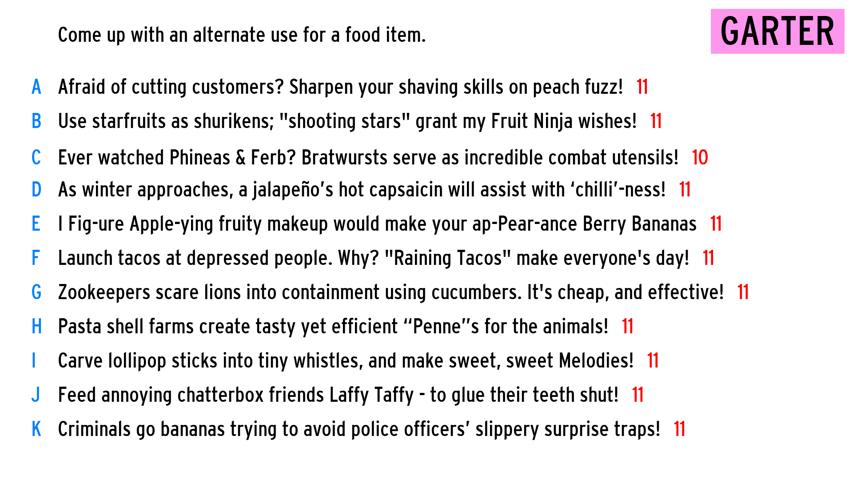 Come up with an alternate use for a food item.
GARTER
A Afraid of cutting customers? Sharpen your shaving skills on peach fuzz! 11
B Use starfruits as shurikens; "shooting stars" grant my Fruit Ninja wishes! 11
C Ever watched Phineas & Ferb? Bratwursts serve as incredible combat utensils! 10
D As winter approaches, a jalapeño’s hot capsaicin will assist with ‘chilli’-ness! 11
E I Fig-ure Apple-ying fruity makeup would make your ap-Pear-ance Berry Bananas 11
F Launch tacos at depressed people. Why? "Raining Tacos" make everyone's day! 11
G Zookeepers scare lions into containment using cucumbers. It's cheap, and effective! 11
H Pasta shell farms create tasty yet efficient “Penne”s for the animals! 11
I Carve lollipop sticks into tiny whistles, and make sweet, sweet Melodies! 11
J Feed annoying chatterbox friends Laffy Taffy - to glue their teeth shut! 11
K Criminals go bananas trying to avoid police officers’ slippery surprise traps! 11